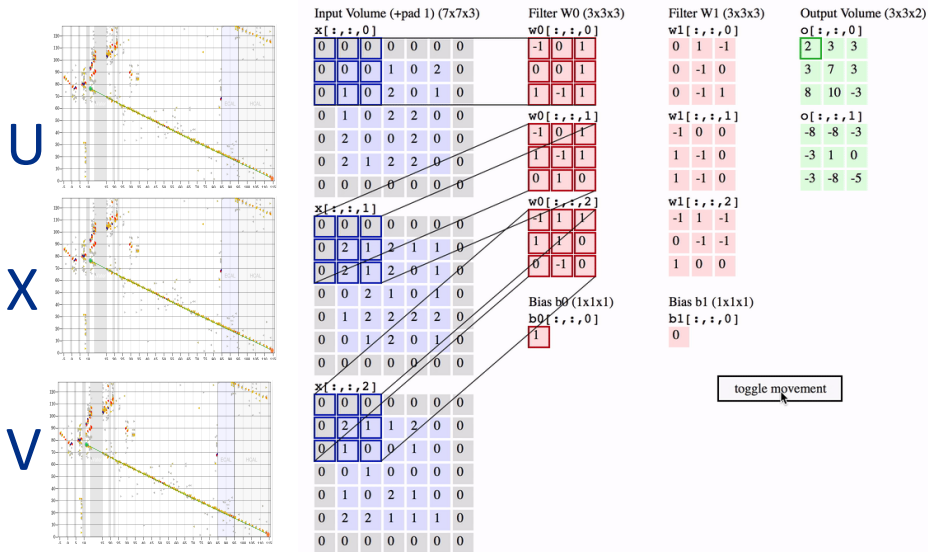 U
X
V
Input Volume (+pad 1) (7x7x3)
x[:,:,0]
0 0 0 0 0 0 0
0 0 0 1 0 2 0
0 1 0 2 0 1 0
0 1 0 2 2 0 0
0 2 0 0 2 0 0
0 2 1 2 2 0 0
0 0 0 0 0 0 0
x[:,:,1]
0 0 0 0 0 0 0
0 2 1 2 1 1 0
0 2 1 2 0 1 0
0 0 2 1 0 1 0
0 1 2 2 2 2 0
0 0 1 2 0 1 0
0 0 0 0 0 0 0
x[:,:,2]
0 0 0 0 0 0 0
0 2 1 1 2 0 0
0 1 0 0 1 0 0
0 0 1 0 0 0 0
0 1 0 2 1 0 0
0 2 2 1 1 1 0
0 0 0 0 0 0 0
Filter W0 (3x3x3)
w0[:,:,0]
-1 0 1
0 0 1
1 -1 1
w0[:,:,1]
-1 0 1
1 -1 1
0 1 0
w0[:,:,2]
-1 1 1
1 1 0
0 -1 0
Bias b0 (1x1x1)
b0[:,:,0]
1
Filter W1 (3x3x3)
w1[:,:,0]
0 1 -1
0 -1 0
0 -1 1
w1[:,:,1]
-1 0 0
1 -1 0
1 -1 0
w1[:,:,2]
-1 1 -1
0 -1 -1
1 0 0
Bias b1 (1x1x1)
b1[:,:,0]
0
Output Volume (3x3x2)
o[:,:,0]
2 3 3
3 7 3
8 10 -3
o[:,:,1]
-8 -8 -3
-3 1 0
-3 -8 -5
toggle movement